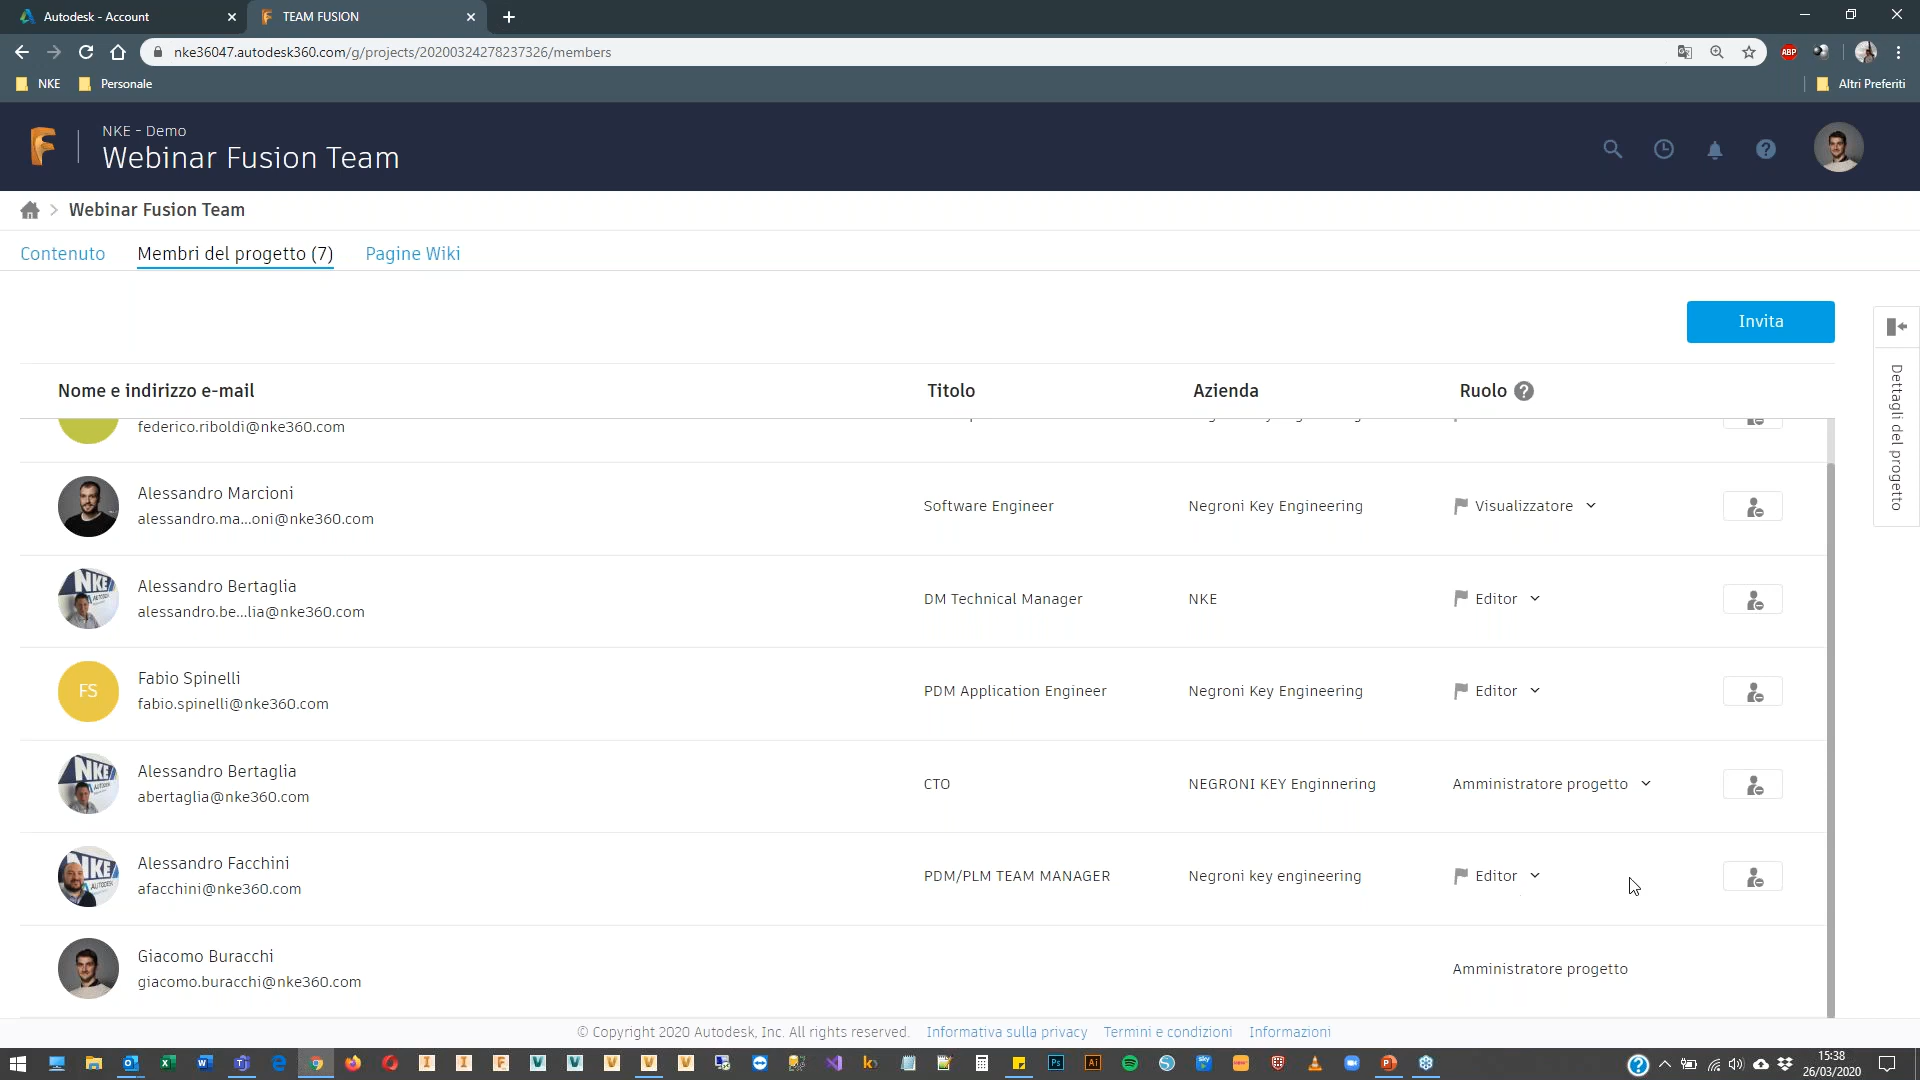 Autodesk - Account
TEAM FUSION
nke36047.autodesk360.com/g/projects/20200324278237326/members
ABP
NKE
Personale
Altri Preferiti
NKE - Demo
Webinar Fusion Team
Webinar Fusion Team
Contenuto
Membri del progetto (7)
Pagine Wiki
Invita
Dettagli del progetto
Nome e indirizzo e-mail
Titolo
Azienda
Ruolo
federico.riboldi@nke360.com
Alessandro Marcioni
alessandro.ma...oni@nke360.com
Software Engineer
Negroni Key Engineering
Visualizzatore
Alessandro Bertaglia
alessandro.be...lia@nke360.com
DM Technical Manager
NKE
Editor
FS
Fabio Spinelli
fabio.spinelli@nke360.com
PDM Application Engineer
Negroni Key Engineering
Editor
Alessandro Bertaglia
abertaglia@nke360.com
CTO
NEGRONI KEY Enginnering
Amministratore progetto
Alessandro Facchini
afacchini@nke360.com
PDM/PLM TEAM MANAGER
Negroni key engineering
Editor
Giacomo Buracchi
giacomo.buracchi@nke360.com
Amministratore progetto
© Copyright 2020 Autodesk, Inc. All rights reserved.
Informativa sulla privacy
Termini e condizioni
Informazioni
15:38
26/03/2020